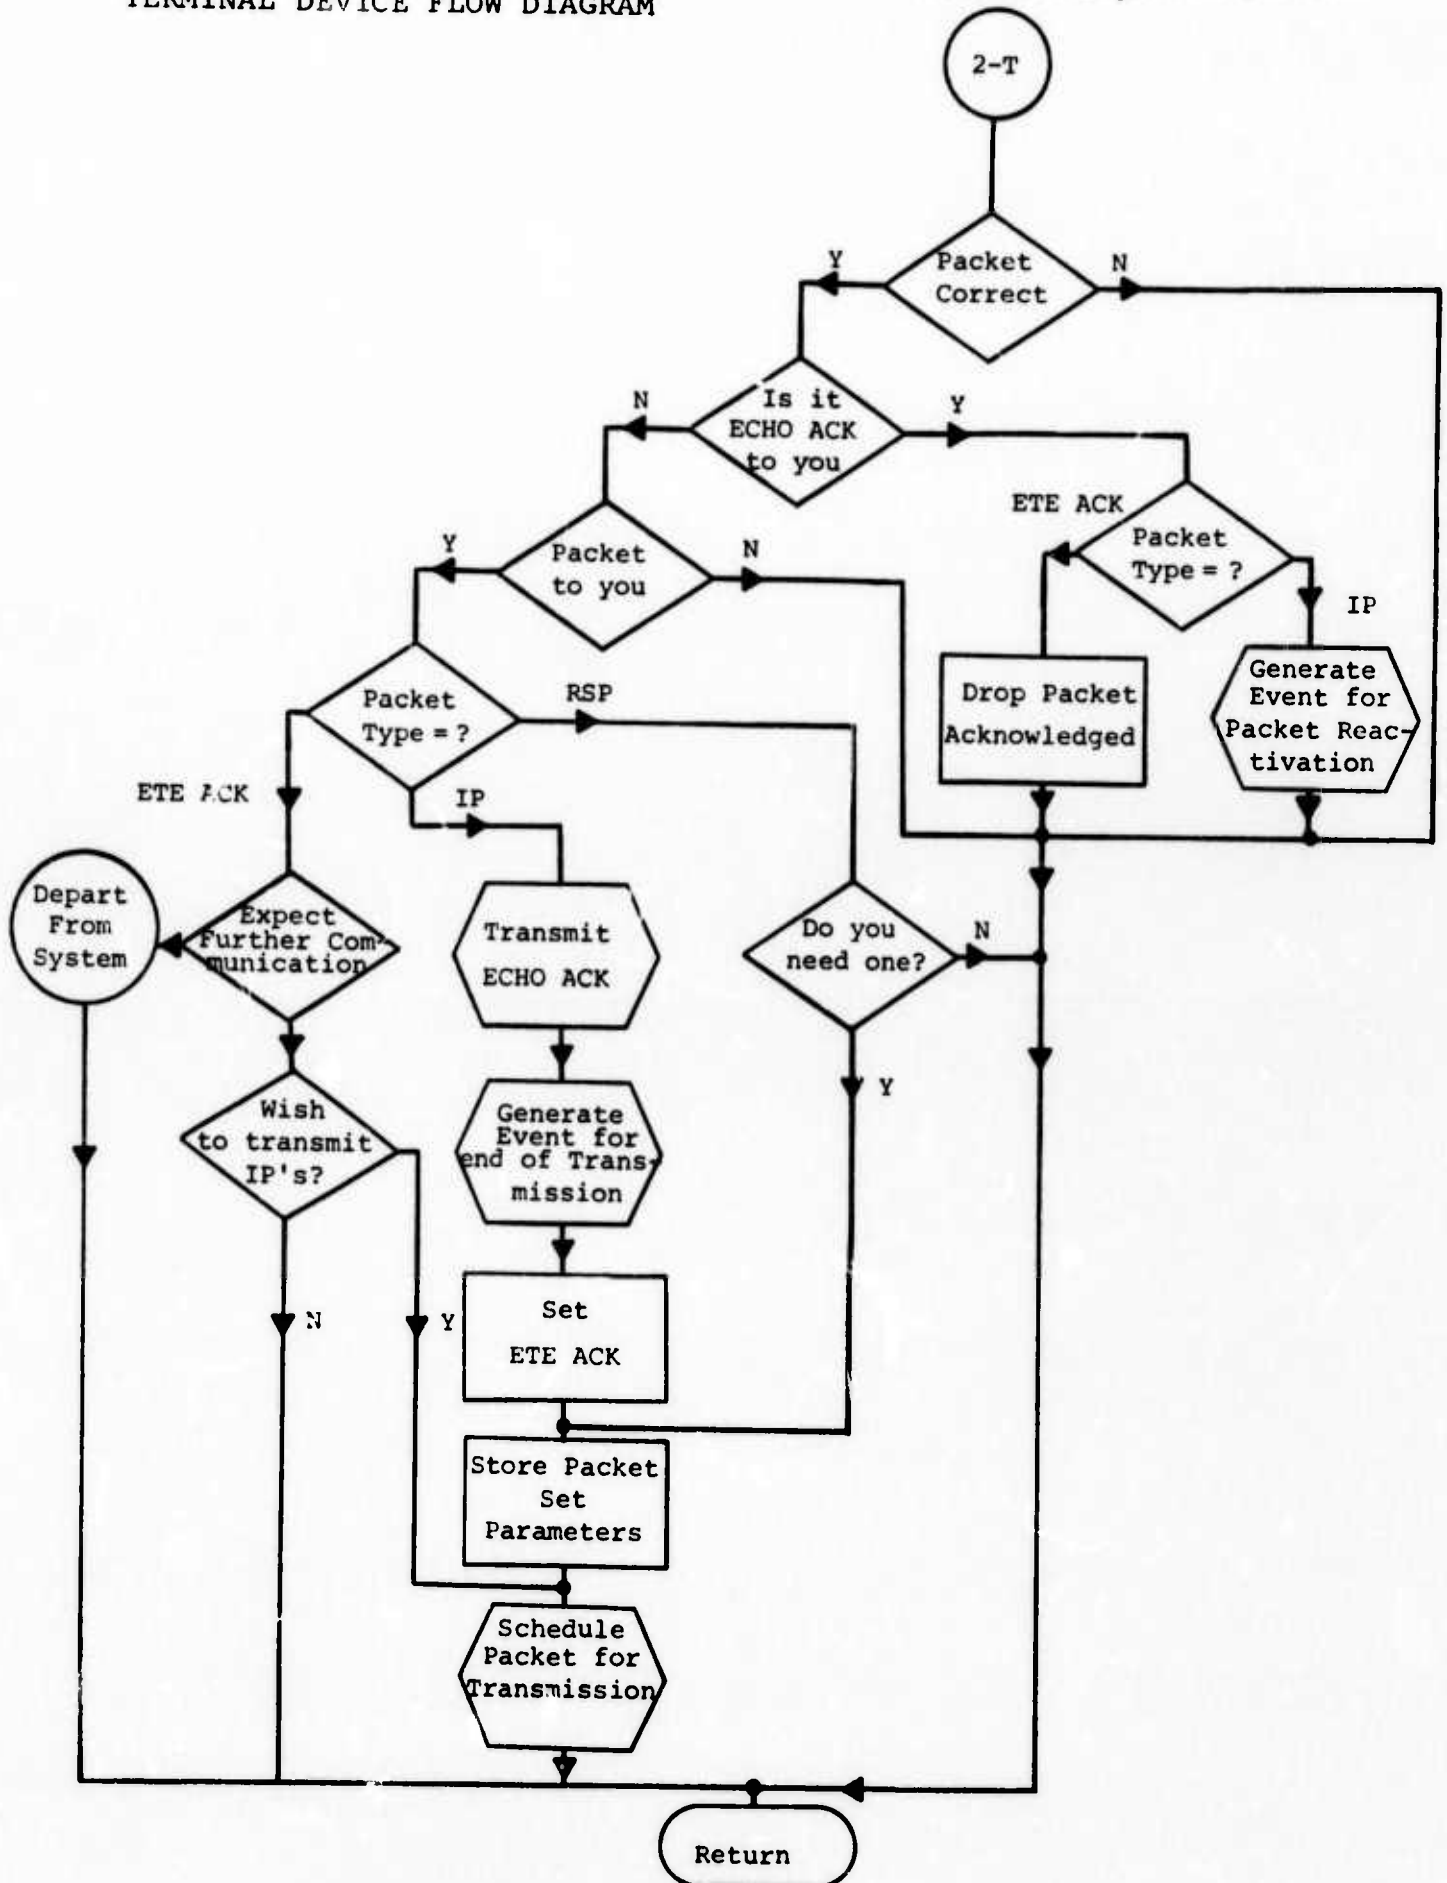 TERMINAL DEVICE FLOW DIAGRAM
2-T
Packet
Correct
Y
N
Is it
ECHO ACK
to you
N
Y
Packet
to you
Y
N
ETE ACK
Packet
Type = ?
IP
Drop Packet
Acknowledged
Generate
Event for
Packet Reac-
tivation
Packet
Type = ?
RSP
ETE ACK
IP
Depart
From
System
Expect
Further Com-
munication
Transmit
ECHO ACK
Do you
need one?
N
Y
Wish
to transmit
IP's?
Generate
Event for
end of Trans-
mission
N
Y
Set
ETE ACK
Store Packet
Set
Parameters
Schedule
Packet for
Transmission
Return